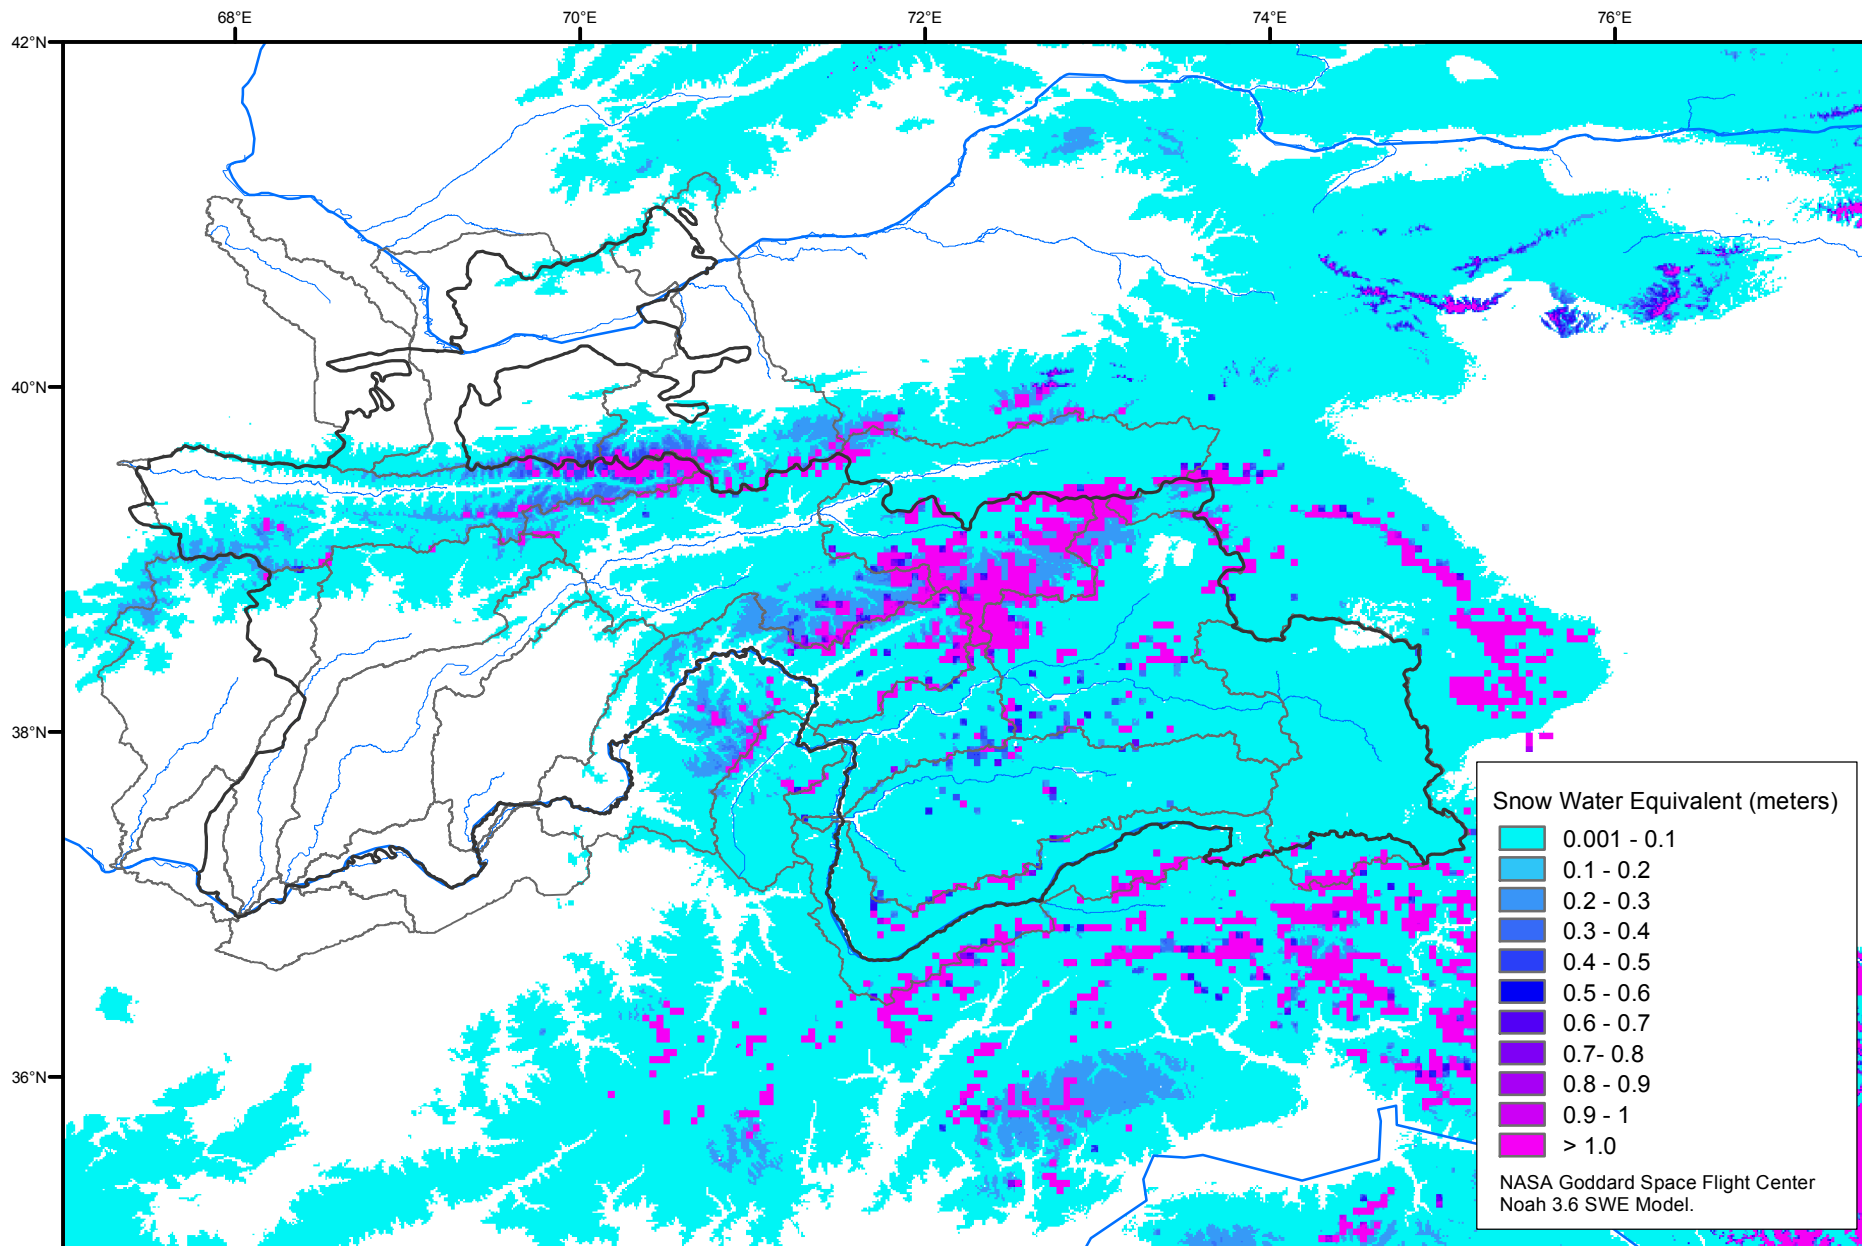 68°E
70°E
72°E
74°E
76°E
42°N
40°N
38°N
36°N
Snow Water Equivalent (meters)
0.001 - 0.1
0.1 - 0.2
0.2 - 0.3
0.3 - 0.4
0.4 - 0.5
0.5 - 0.6
0.6 - 0.7
0.7- 0.8
0.8 - 0.9
0.9 - 1
> 1.0
NASA Goddard Space Flight Center
Noah 3.6 SWE Model.